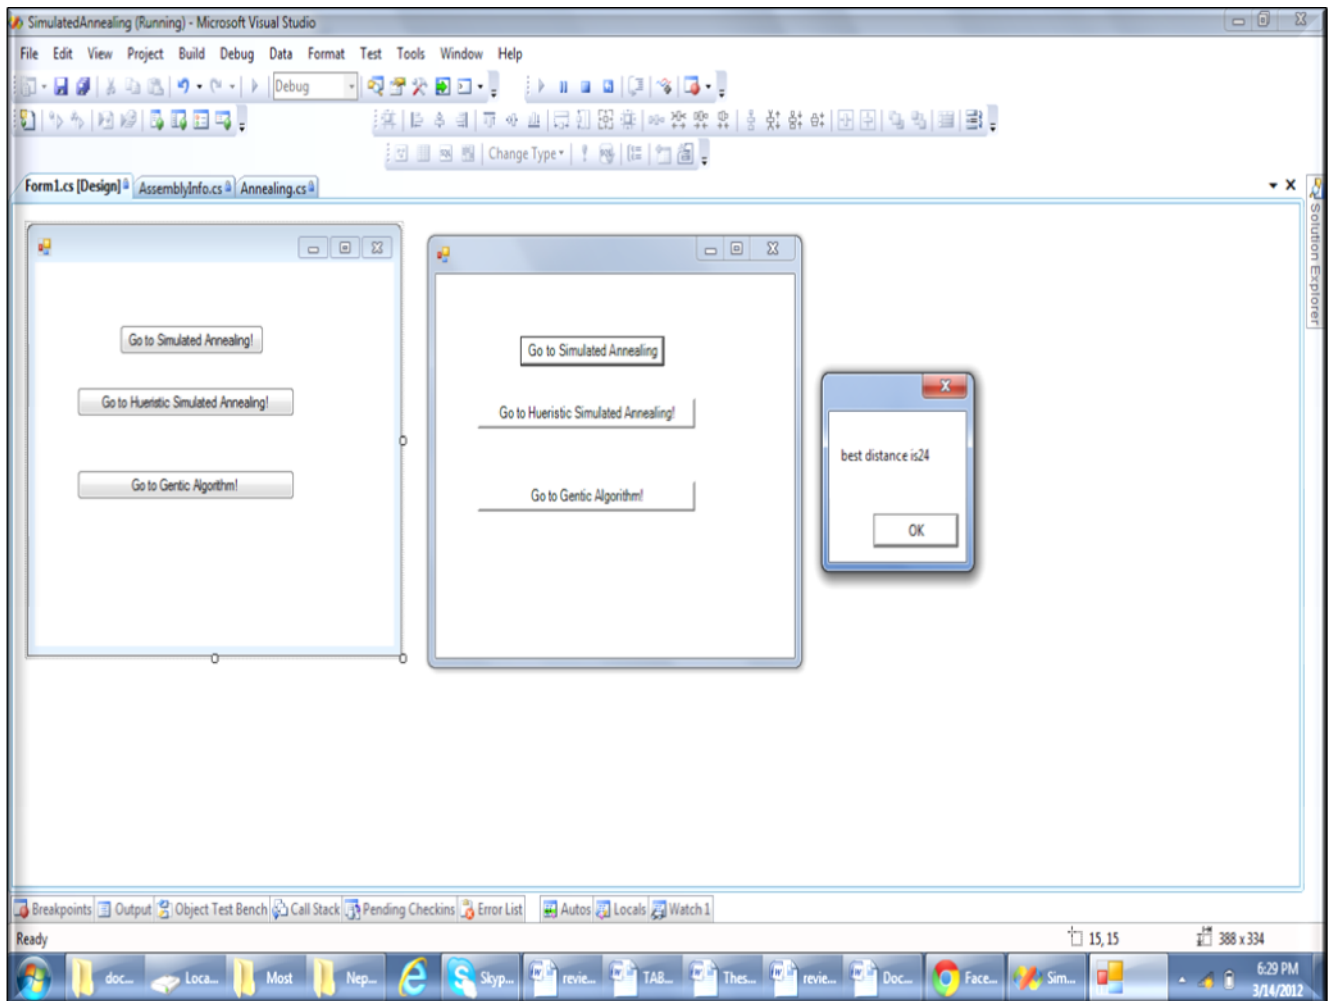 SimulatedAnnealing (Running) - Microsoft Visual Studio
File Edit View Project Build Debug Data Format Test Tools Window Help
Debug
Change Type
Form1.cs [Design] AssemblyInfo.cs Annealing.cs
Solution Explorer
Go to Simulated Annealing!
Go to Hueristic Simulated Annealing!
Go to Gentic Algorithm!
Go to Simulated Annealing
Go to Hueristic Simulated Annealing!
Go to Gentic Algorithm!
best distance is24
OK
Breakpoints Output Object Test Bench Call Stack Pending Checkins Error List Autos Locals Watch 1
Ready 15, 15 388 x 334
doc... Loca... Most Nep... Skyp... revie... TAB... Thes... revie... Doc... Face... Sim... 6:29 PM
3/14/2012